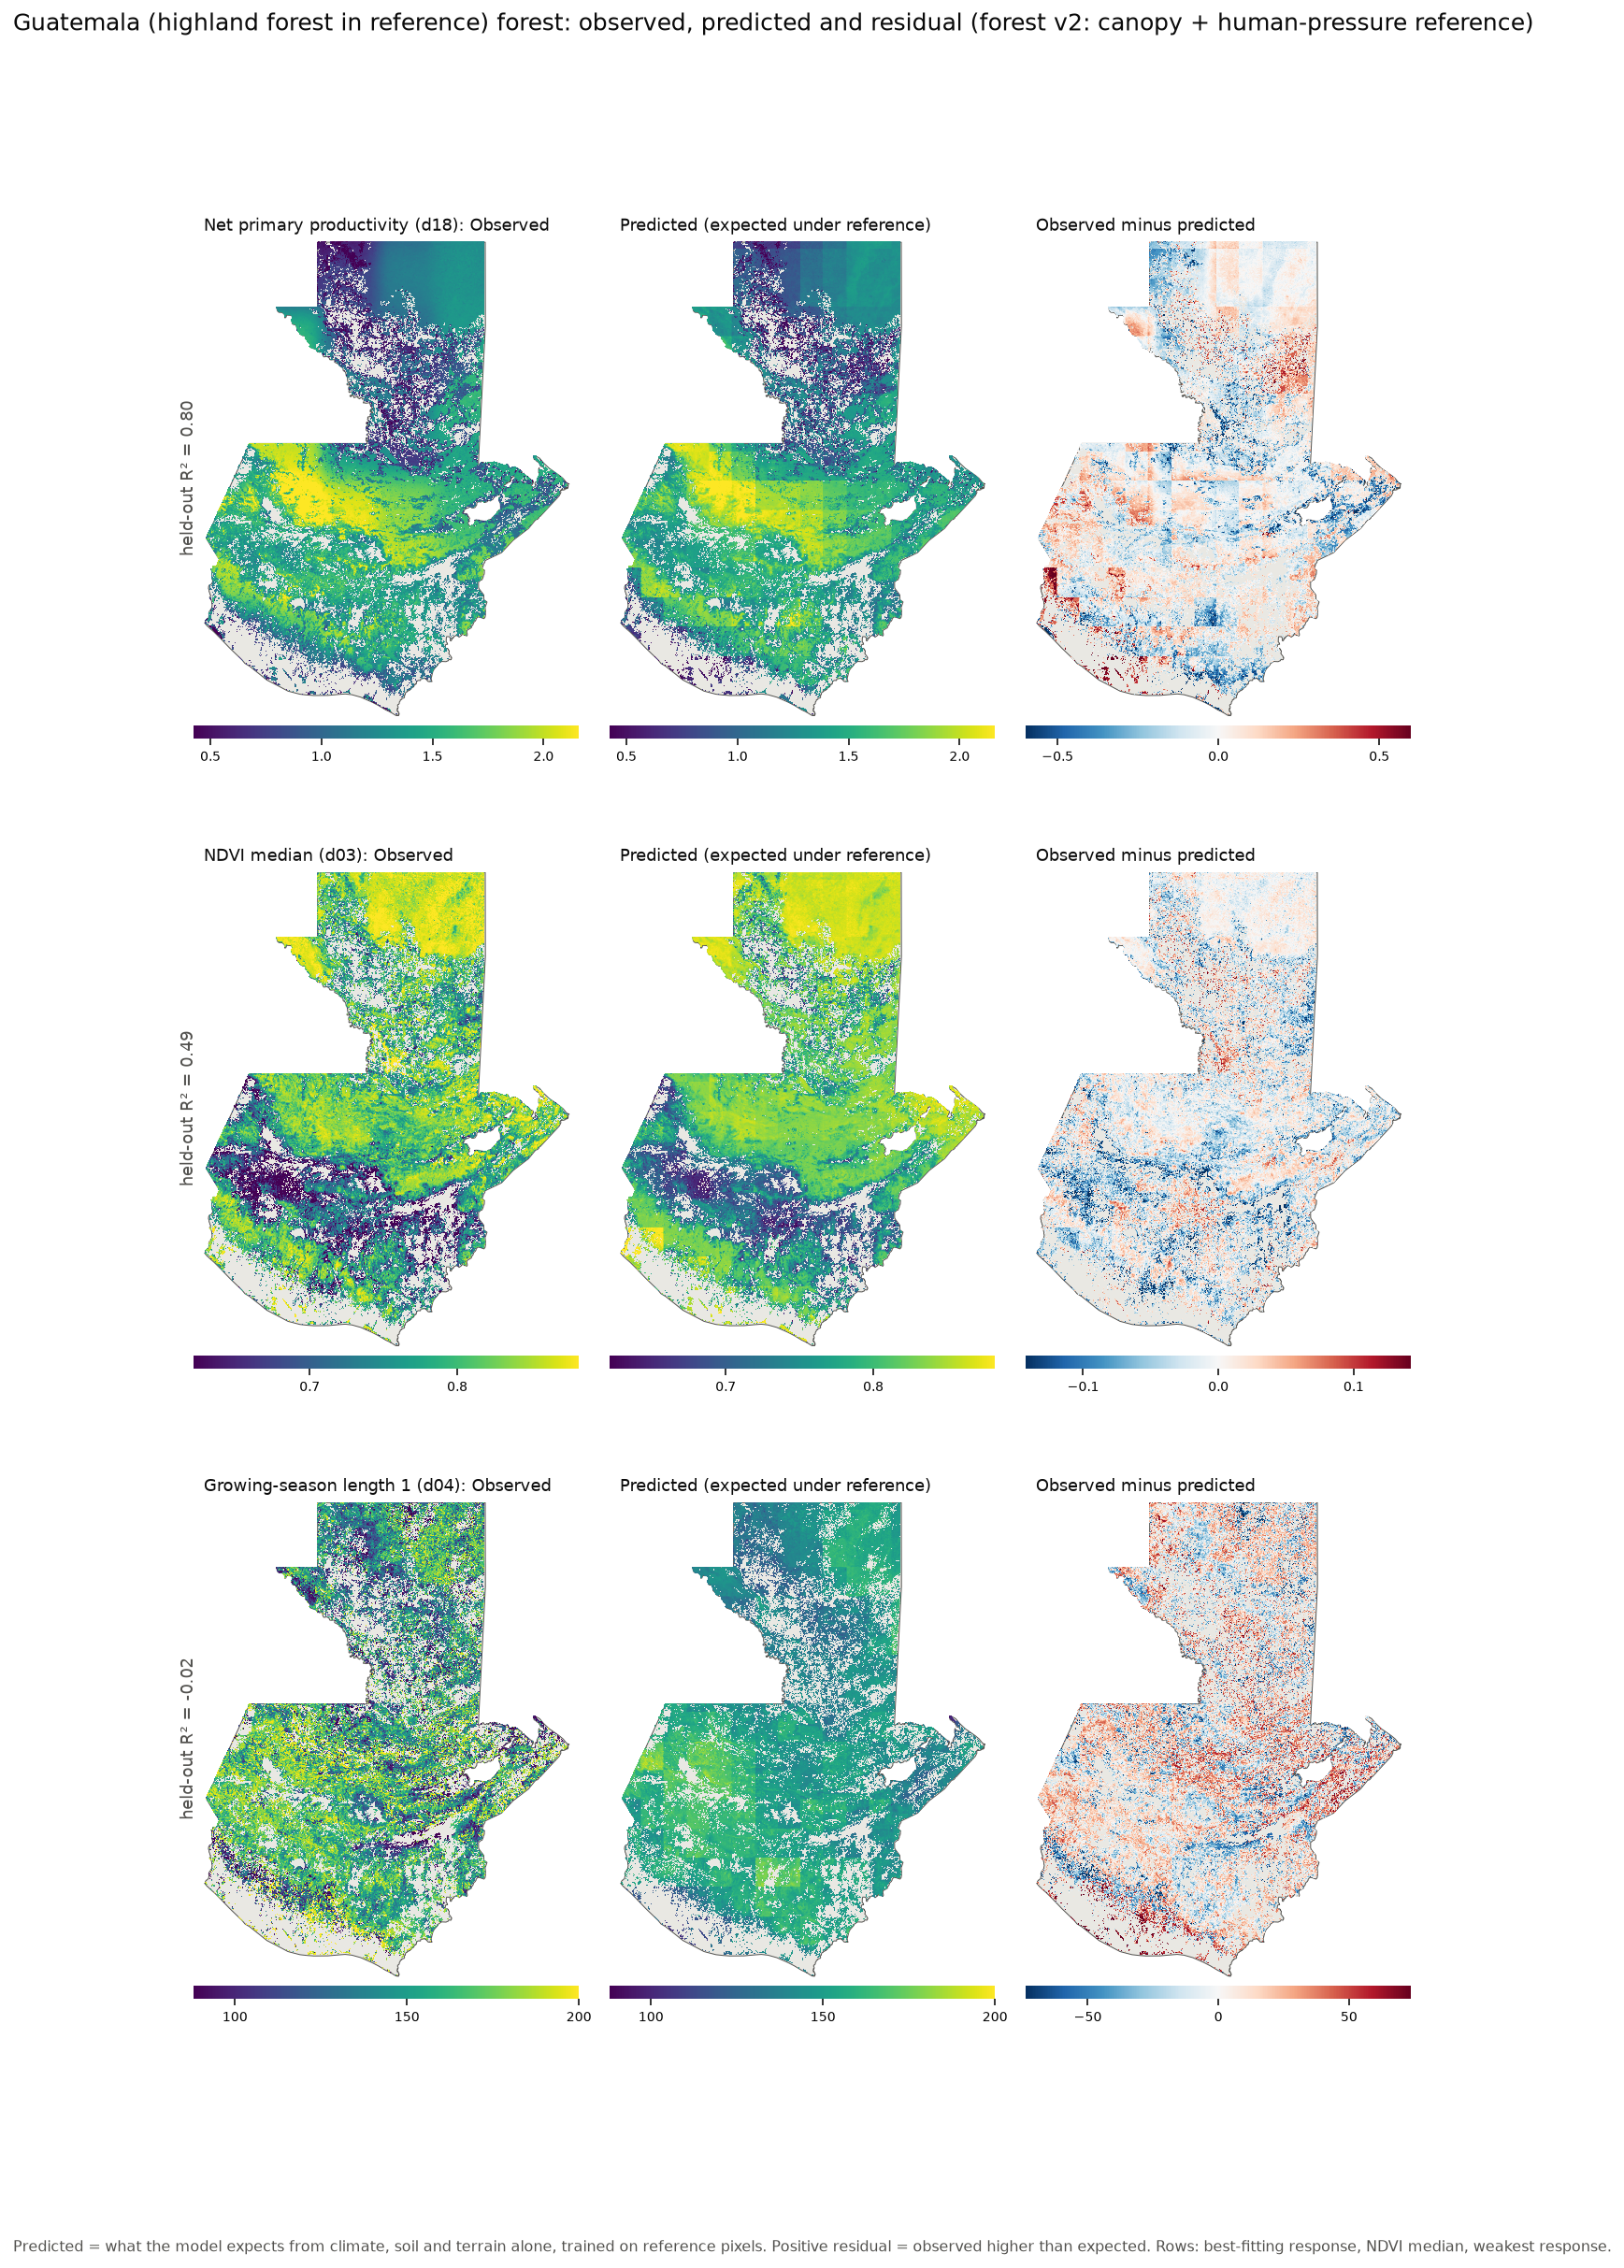 Guatemala (highland forest in reference) forest: observed, predicted and residual (forest v2: canopy + human-pressure reference)
Net primary productivity (d18): Observed
Predicted (expected under reference)
Observed minus predicted
held-out R² = 0.80
0.5 1.0 1.5 2.0
0.5 1.0 1.5 2.0
−0.5 0.0 0.5
NDVI median (d03): Observed
Predicted (expected under reference)
Observed minus predicted
held-out R² = 0.49
0.7 0.8
0.7 0.8
−0.1 0.0 0.1
Growing-season length 1 (d04): Observed
Predicted (expected under reference)
Observed minus predicted
held-out R² = -0.02
100 150 200
100 150 200
−50 0 50
Predicted = what the model expects from climate, soil and terrain alone, trained on reference pixels. Positive residual = observed higher than expected. Rows: best-fitting response, NDVI median, weakest response.